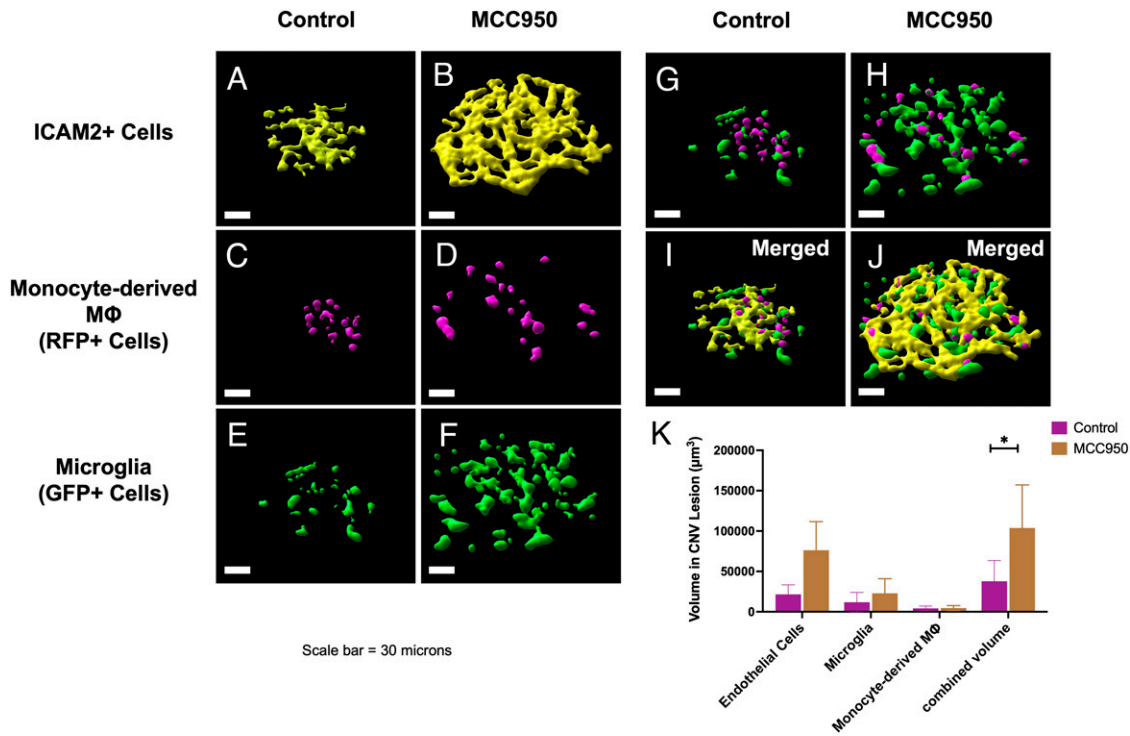 Control
MCC950
Control
MCC950
ICAM2+ Cells
A
B
G
H
Monocyte-derived
MΦ
(RFP+ Cells)
C
D
I
Merged
J
Merged
Microglia
(GFP+ Cells)
E
F
Scale bar = 30 microns
K
Control
MCC950
*
Volume in CNV Lesion (μm³)
200000
150000
100000
50000
0
Endothelial Cells
Microglia
Monocyte-derived MΦ
combined volume